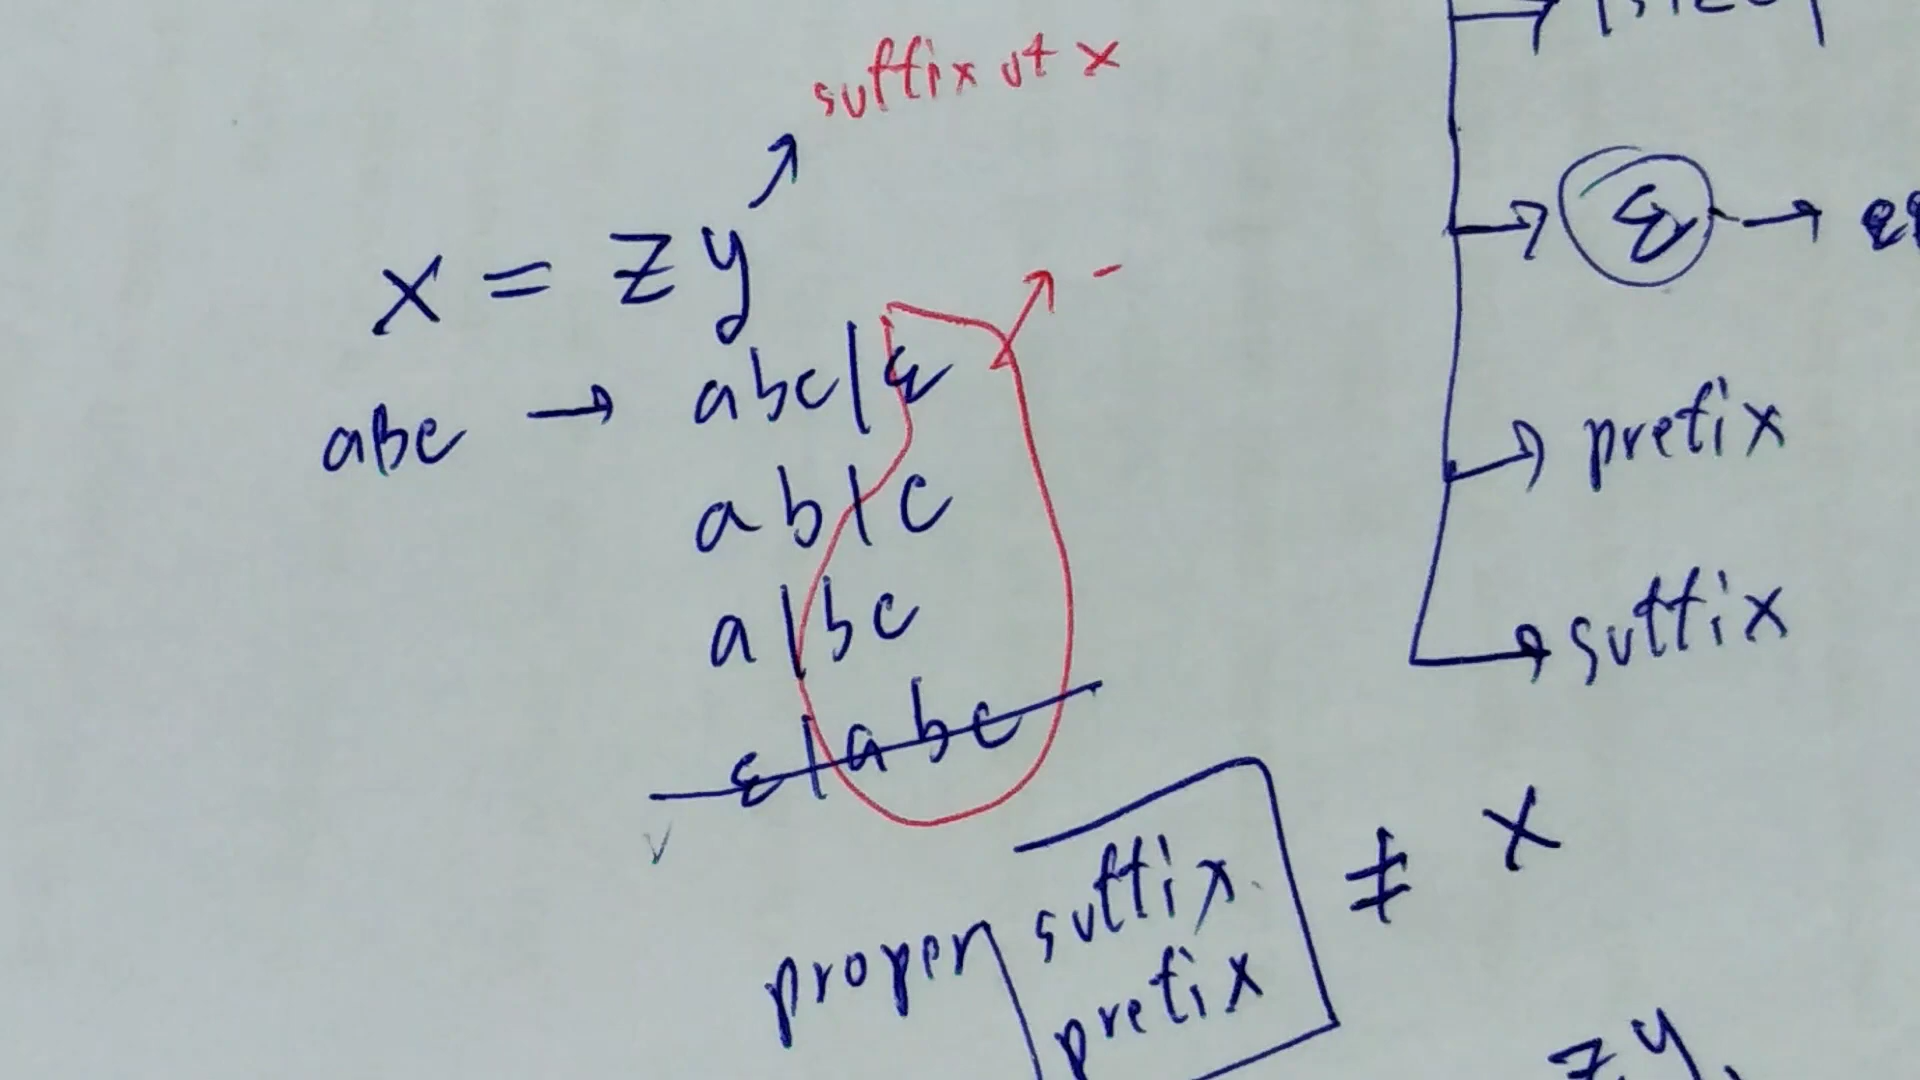 suffix of x
x = z y
abc → abc | ε
ab | c
a | bc
ε | abc
proper suffix
prefix
≠ x
→ ε →
→ prefix
→ suffix
zy